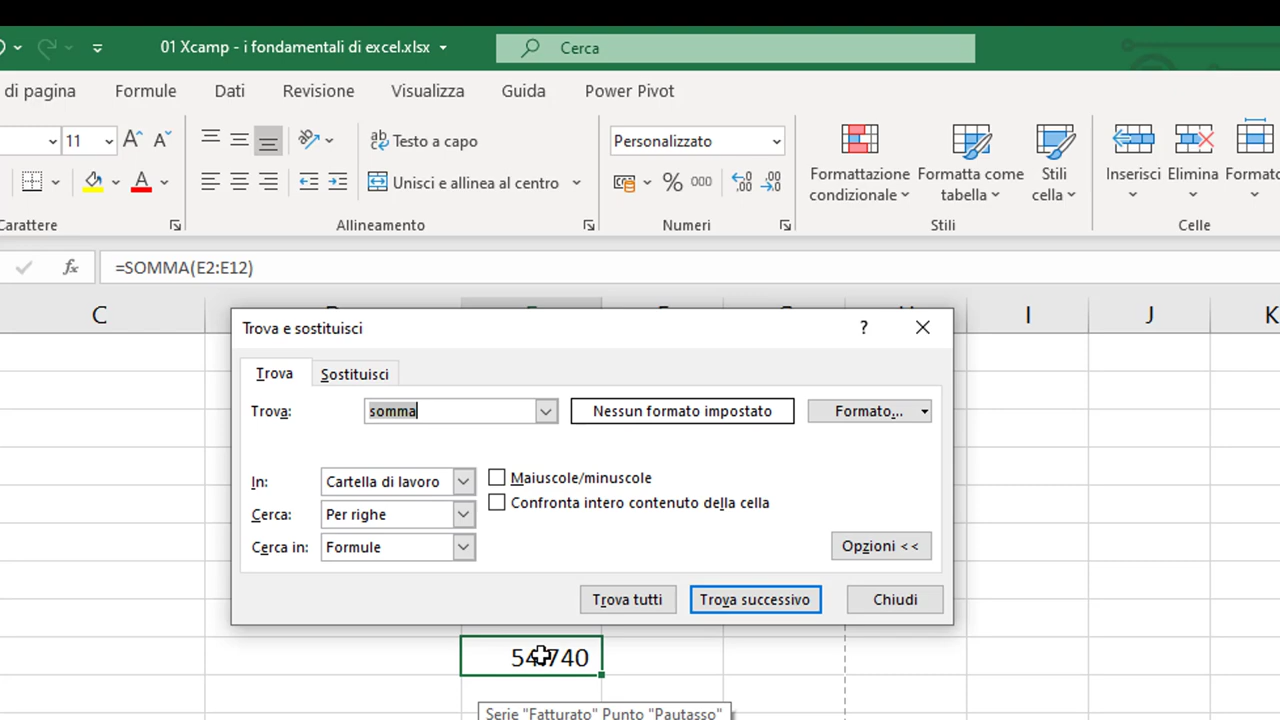 01 Xcamp - i fondamentali di excel.xlsx
Cerca
di pagina Formule Dati Revisione Visualizza Guida Power Pivot
11 Testo a capo Personalizzato
Unisci e allinea al centro % 000
Formattazione condizionale
Formatta come tabella
Stili cella
Inserisci Elimina Formato
Carattere Allineamento Numeri Stili Celle
fx =SOMMA(E2:E12)
C I J K
Trova e sostituisci ?
Trova Sostituisci
Trova: somma Nessun formato impostato Formato...
In: Cartella di lavoro Maiuscole/minuscole
Cerca: Per righe Confronta intero contenuto della cella
Cerca in: Formule Opzioni <<
Trova tutti Trova successivo Chiudi
Serie "Fatturato" Punto "Pautasso"